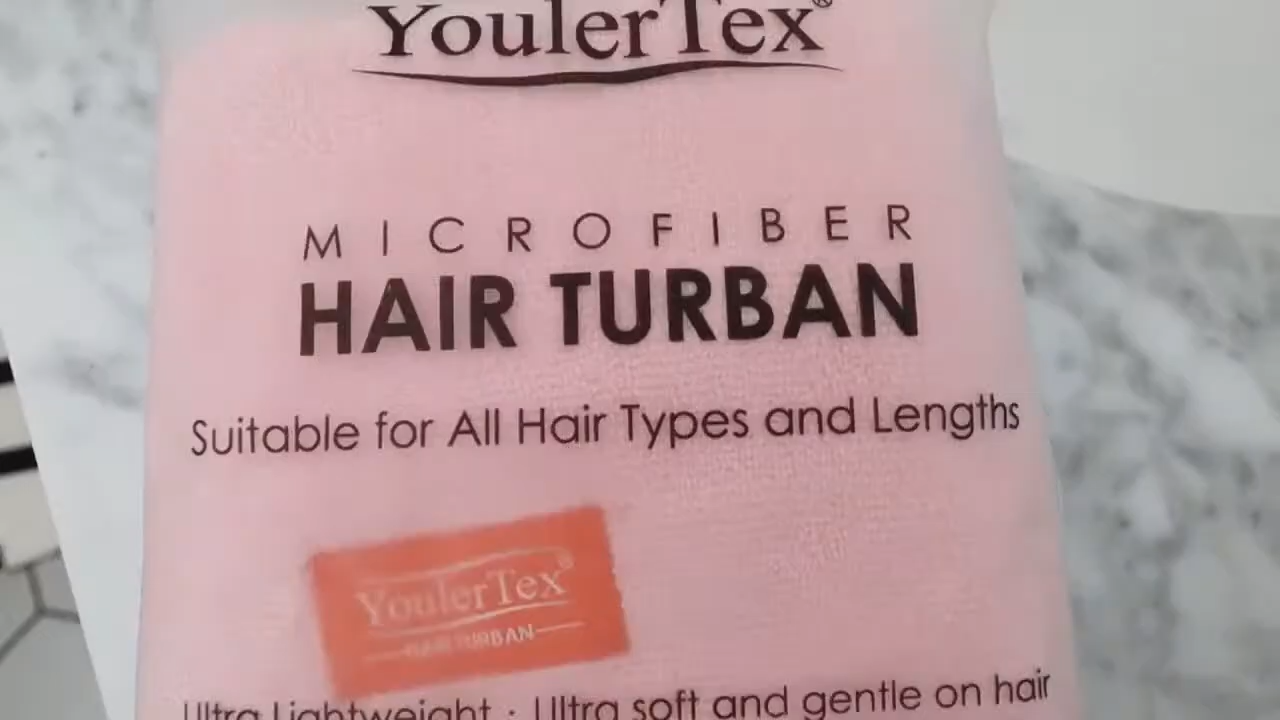 YoulerTex®
MICROFIBER
HAIR TURBAN
Suitable for All Hair Types and Lengths
YoulerTex®
HAIR TURBAN
Ultra Lightweight · Ultra soft and gentle on hair